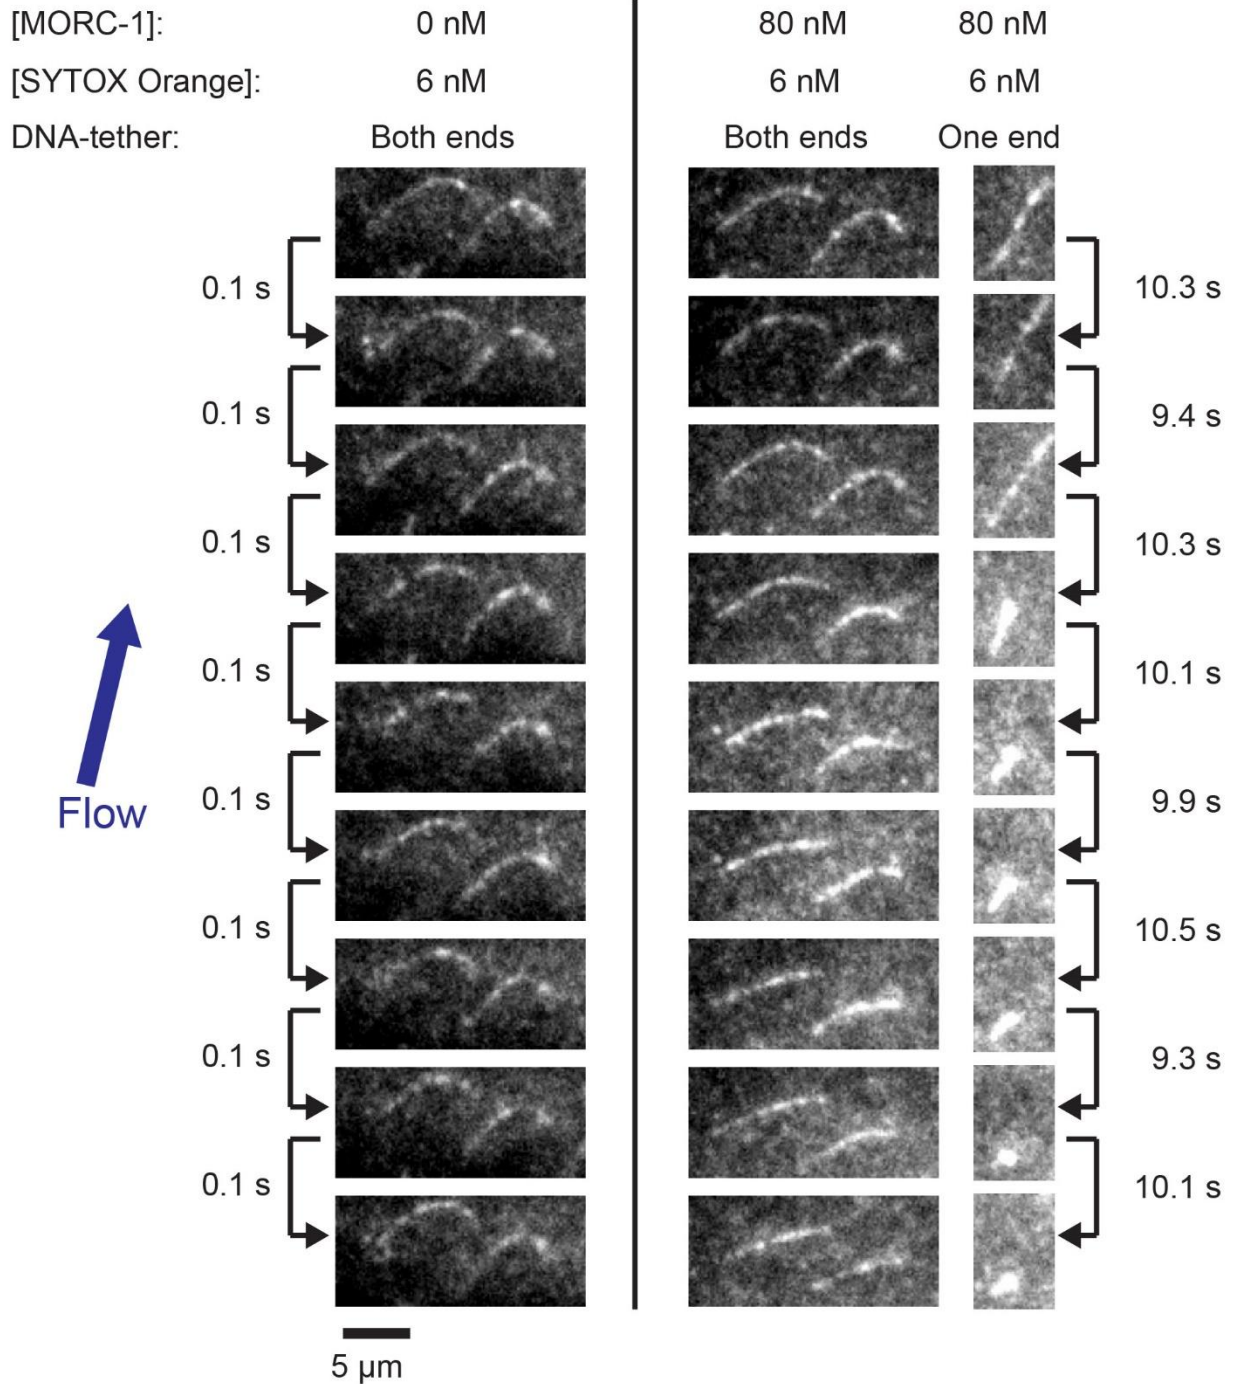 [MORC-1]: 0 nM 80 nM 80 nM
[SYTOX Orange]: 6 nM 6 nM 6 nM
DNA-tether: Both ends Both ends One end
0.1 s 10.3 s
0.1 s 9.4 s
0.1 s 10.3 s
0.1 s 10.1 s
Flow
0.1 s 9.9 s
0.1 s 10.5 s
0.1 s 9.3 s
0.1 s 10.1 s
5 µm